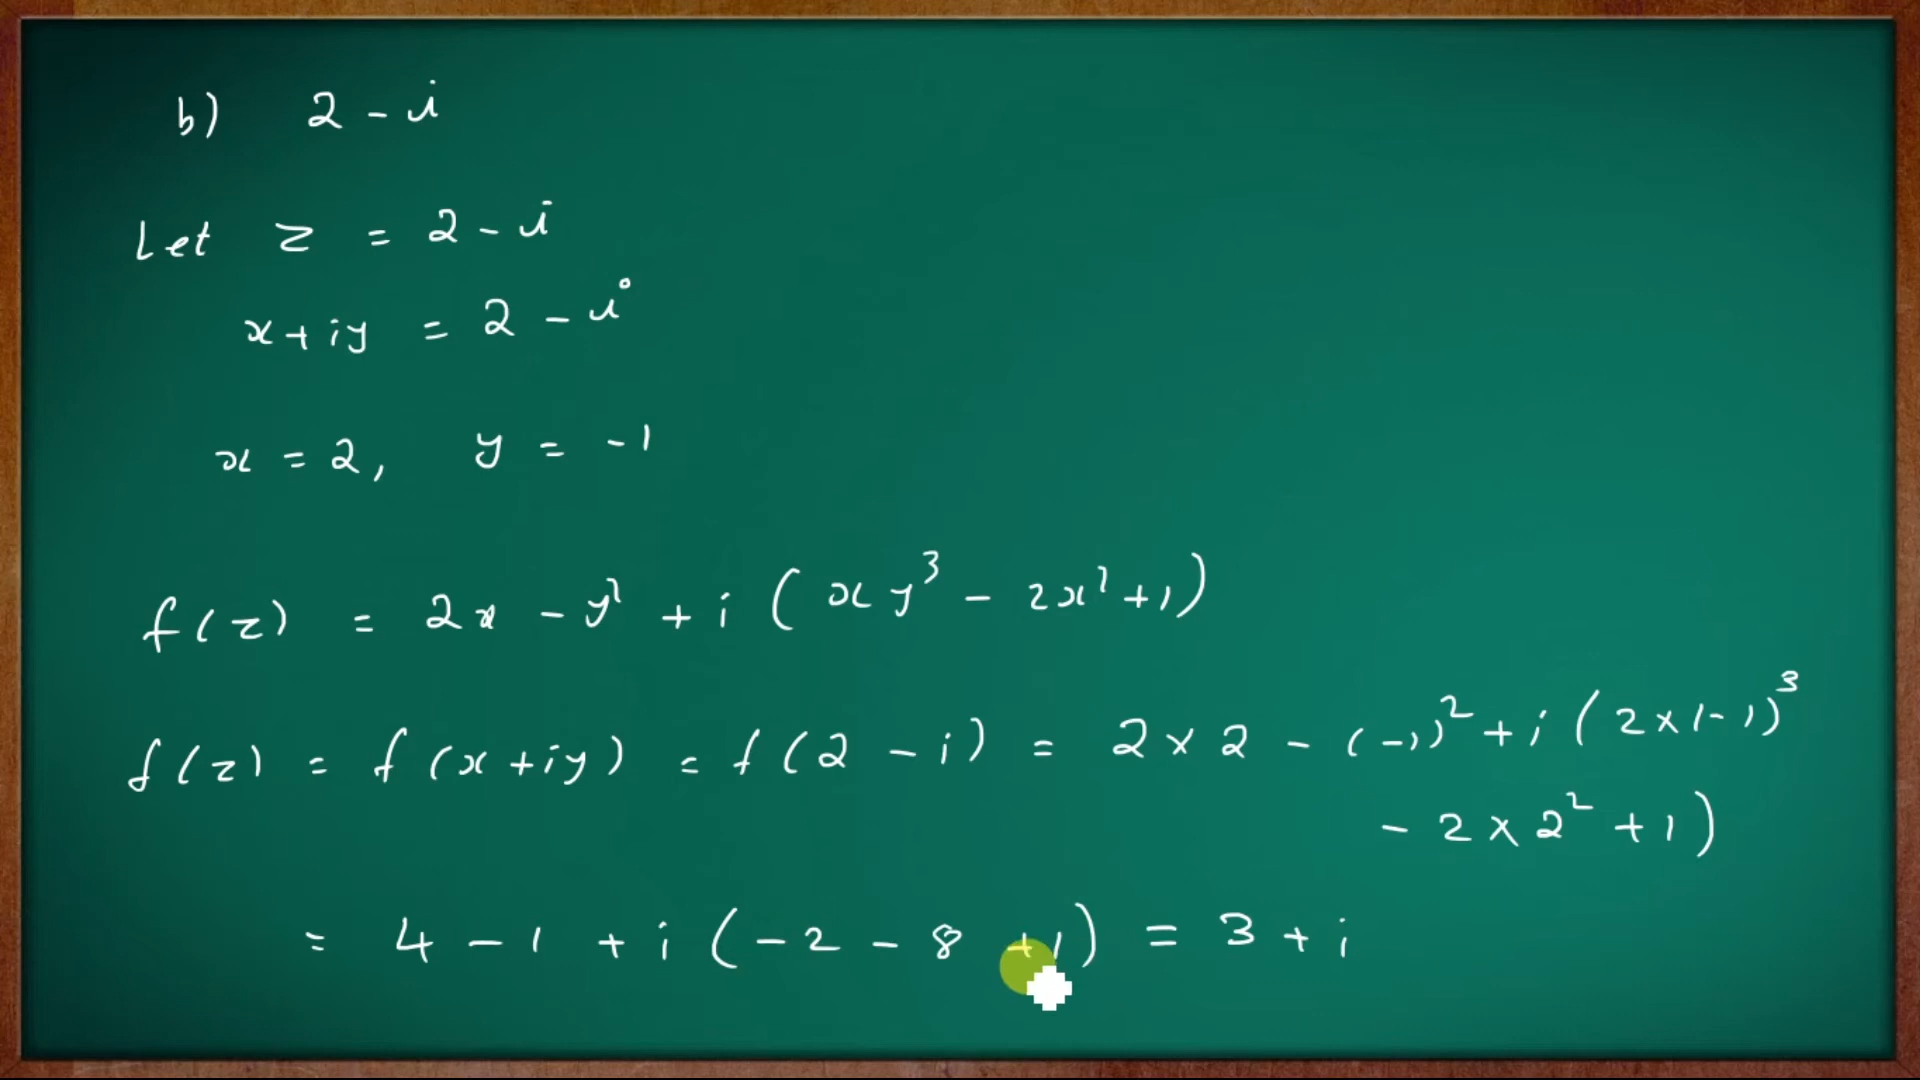 b) 2 - i
Let z = 2 - i
x + iy = 2 - i
x = 2, y = -1
f(z) = 2x - y² + i (xy³ - 2x² + 1)
f(z) = f(x + iy) = f(2 - i) = 2 × 2 - (-1)² + i (2 × (-1)³
- 2 × 2² + 1)
= 4 - 1 + i (-2 - 8 + 1) = 3 + i